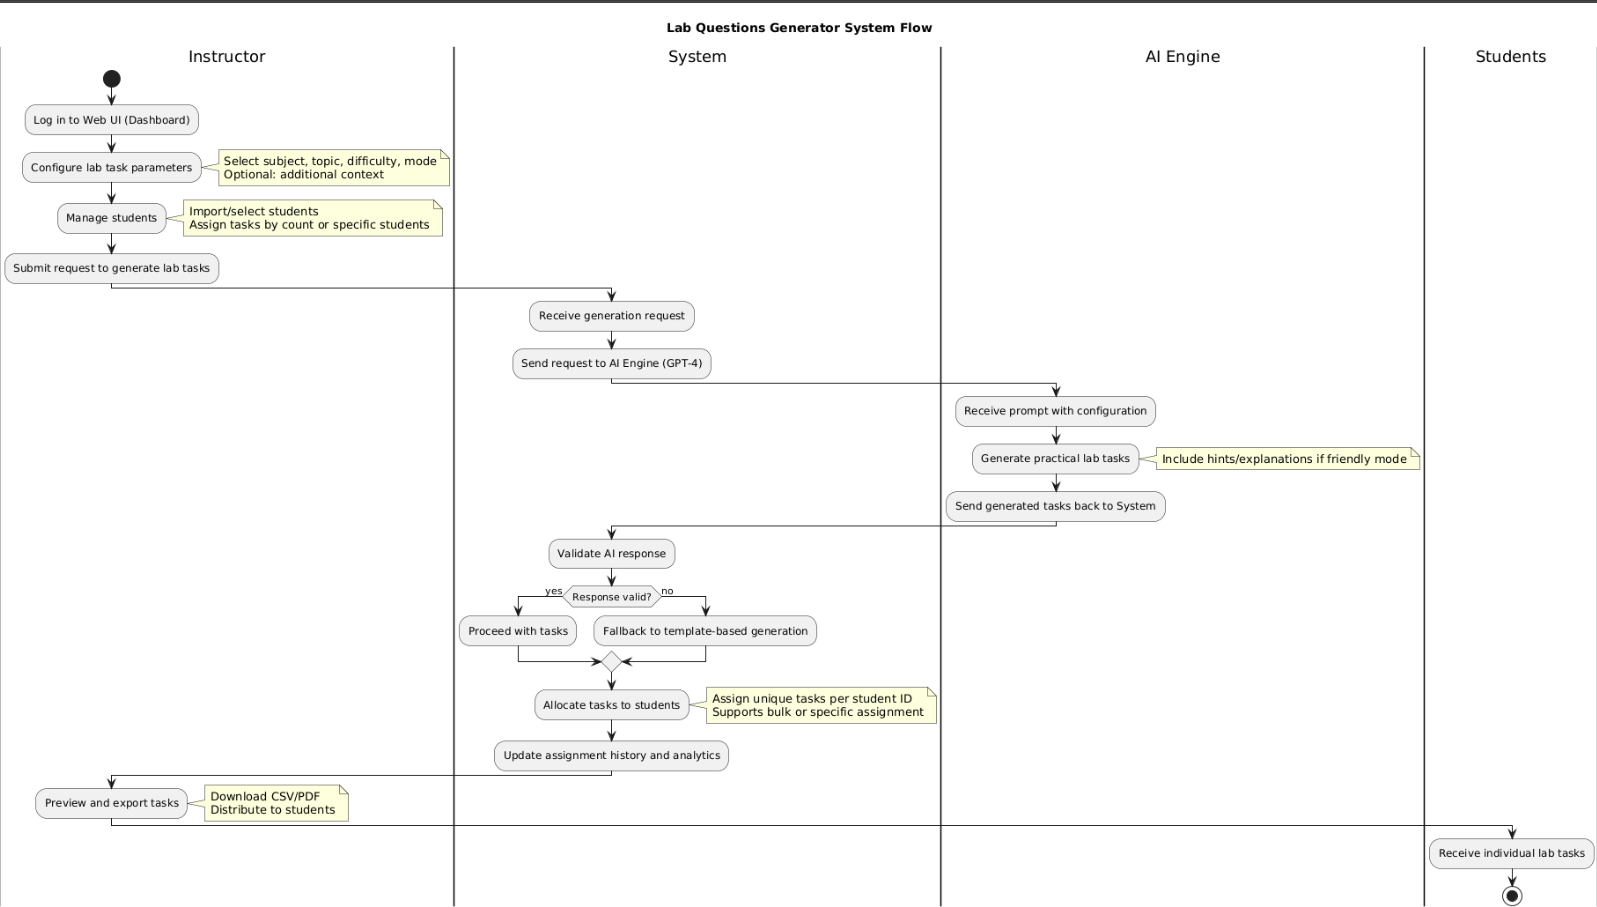 Lab Questions Generator System Flow
Instructor
System
AI Engine
Students
Log in to Web UI (Dashboard)
Configure lab task parameters
Select subject, topic, difficulty, mode
Optional: additional context
Manage students
Import/select students
Assign tasks by count or specific students
Submit request to generate lab tasks
Receive generation request
Send request to AI Engine (GPT-4)
Receive prompt with configuration
Generate practical lab tasks
Include hints/explanations if friendly mode
Send generated tasks back to System
Validate AI response
yes
Response valid?
no
Proceed with tasks
Fallback to template-based generation
Allocate tasks to students
Assign unique tasks per student ID
Supports bulk or specific assignment
Update assignment history and analytics
Preview and export tasks
Download CSV/PDF
Distribute to students
Receive individual lab tasks